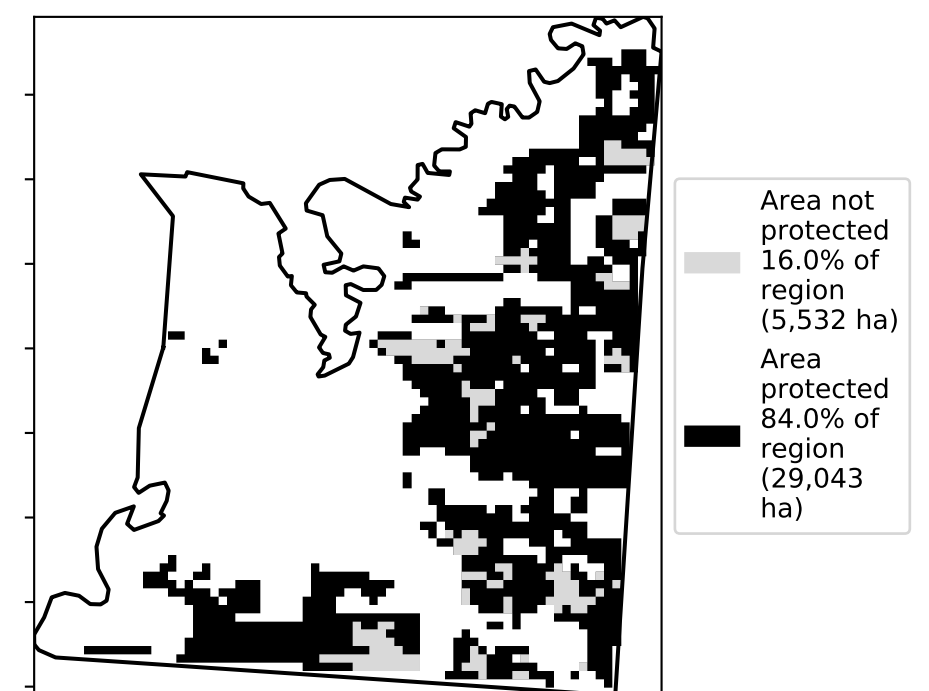 Area not
protected
16.0% of
region
(5,532 ha)
Area
protected
84.0% of
region
(29,043
ha)